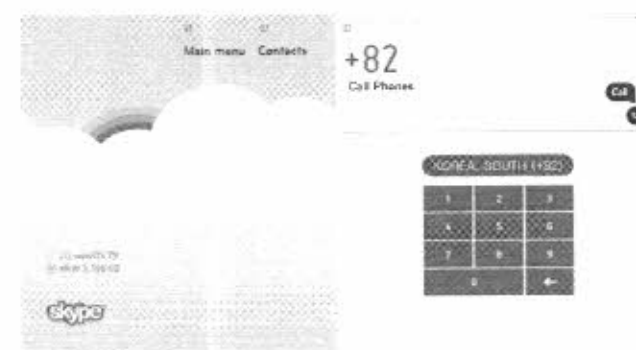 Main menu Contacts
skype
+82
Call Phones
Call
KOREA, SOUTH (+82)
1 2 3
4 5 6
7 8 9
0 ←